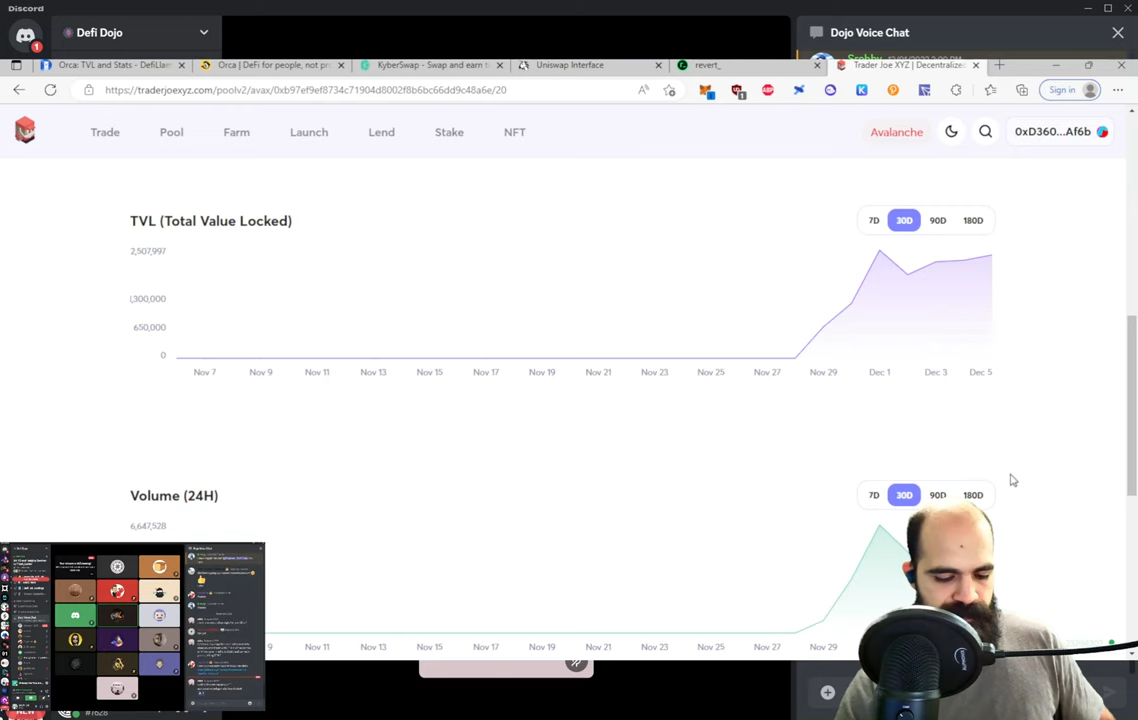 Discord
Defi Dojo
Dojo Voice Chat
Orca: TVL and Stats - DefiLlam
Orca | DeFi for people, not pro
KyberSwap - Swap and earn t
Uniswap Interface
revert_
Trader Joe XYZ | Decentralize
https://traderjoexyz.com/poolv2/avax/0xb97ef9ef8734c71904d8002f8b6bc66dd9c48a6e/20
Sign in
Trade
Pool
Farm
Launch
Lend
Stake
NFT
Avalanche
0xD360...Af6b
TVL (Total Value Locked)
7D
30D
90D
180D
2,507,997
,300,000
650,000
0
Nov 7
Nov 9
Nov 11
Nov 13
Nov 15
Nov 17
Nov 19
Nov 21
Nov 23
Nov 25
Nov 27
Nov 29
Dec 1
Dec 3
Dec 5
Volume (24H)
7D
30D
90D
180D
6,647,528
9
Nov 11
Nov 13
Nov 15
Nov 17
Nov 19
Nov 21
Nov 23
Nov 25
Nov 27
Nov 29
NEW
#7628